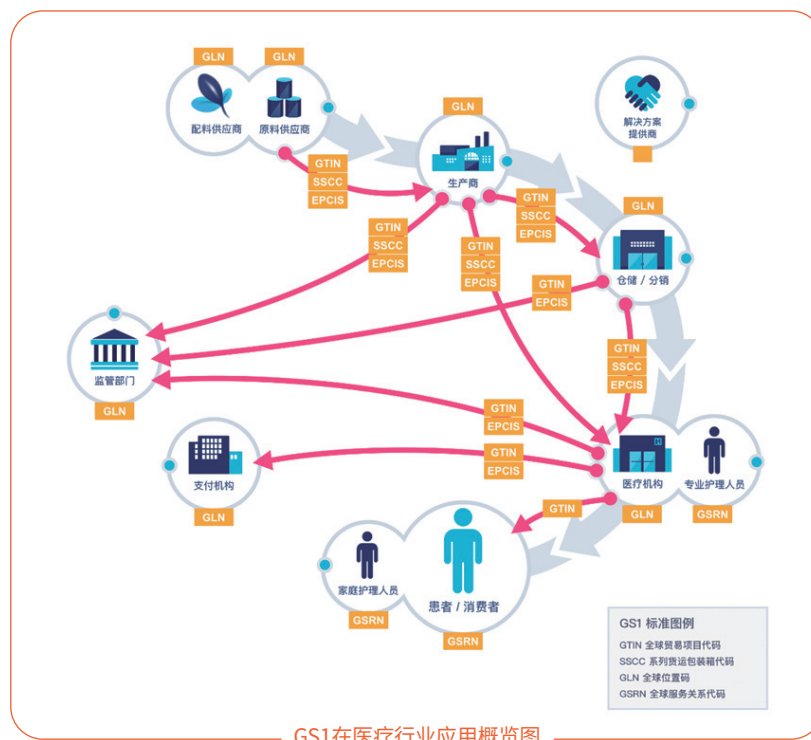 GLN
GLN
配料供应商
原料供应商
GLN
生产商
解决方案
提供商
GTIN
SSCC
EPCIS
GTIN
SSCC
EPCIS
GTIN
SSCC
EPCIS
GTIN
SSCC
EPCIS
GLN
仓储 / 分销
GTIN
EPCIS
监管部门
GLN
GTIN
SSCC
EPCIS
GTIN
EPCIS
GTIN
EPCIS
支付机构
GLN
医疗机构
GLN
专业护理人员
GSRN
GTIN
家庭护理人员
GSRN
患者 / 消费者
GSRN
GS1 标准图例
GTIN 全球贸易项目代码
SSCC 系列货运包装箱代码
GLN 全球位置码
GSRN 全球服务关系代码
GS1在医疗行业应用概览图